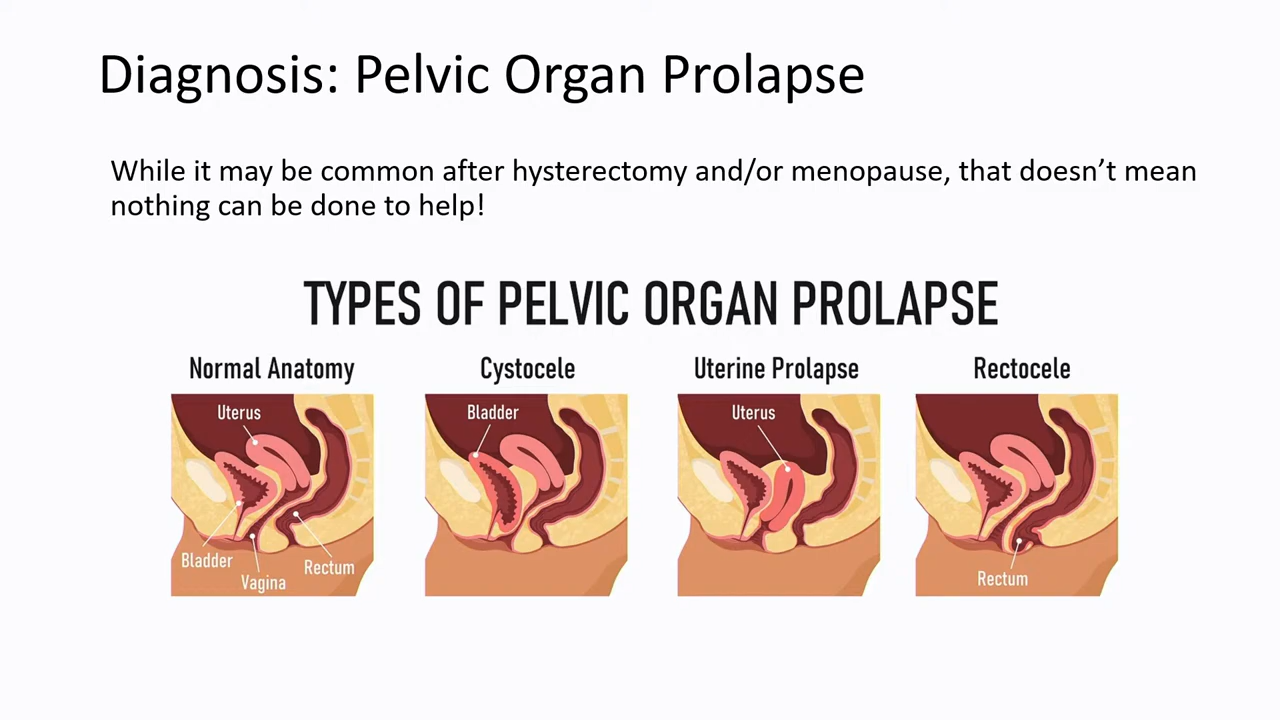 Diagnosis: Pelvic Organ Prolapse
While it may be common after hysterectomy and/or menopause, that doesn’t mean
nothing can be done to help!
TYPES OF PELVIC ORGAN PROLAPSE
Normal Anatomy
Uterus
Bladder
Vagina
Rectum
Cystocele
Bladder
Uterine Prolapse
Uterus
Rectocele
Rectum